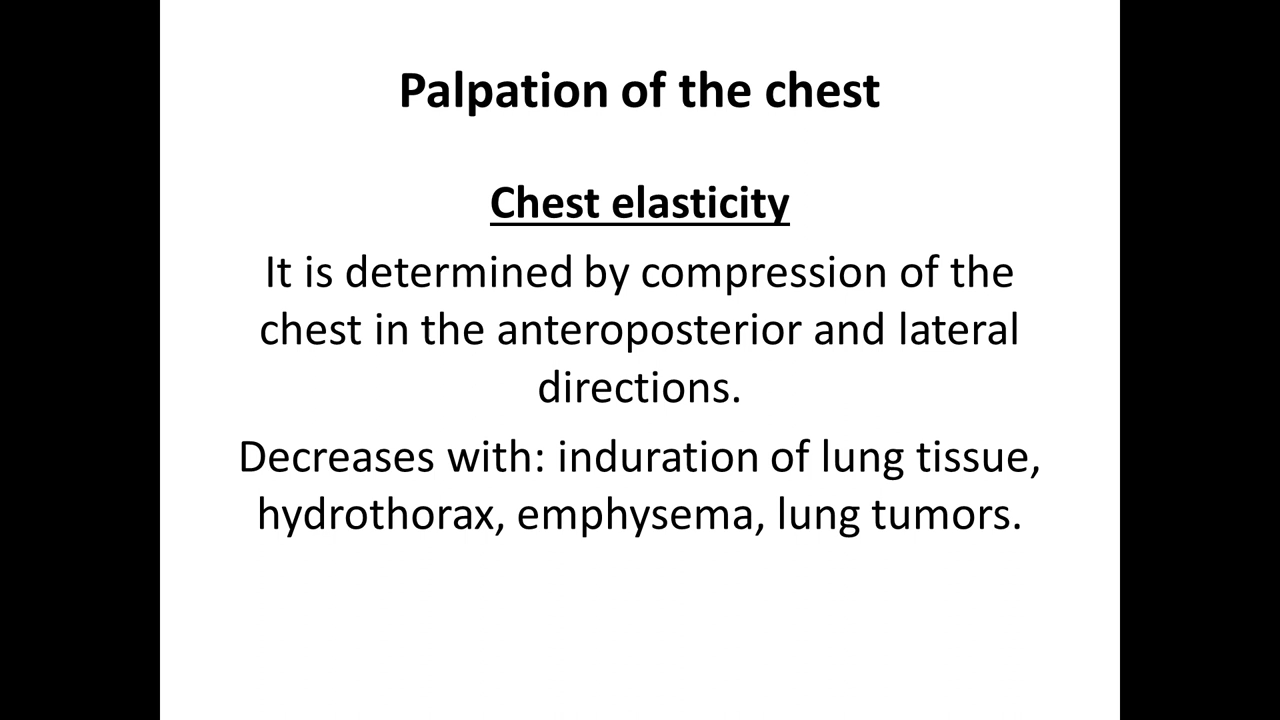 Palpation of the chest
Chest elasticity
It is determined by compression of the
chest in the anteroposterior and lateral
directions.
Decreases with: induration of lung tissue,
hydrothorax, emphysema, lung tumors.